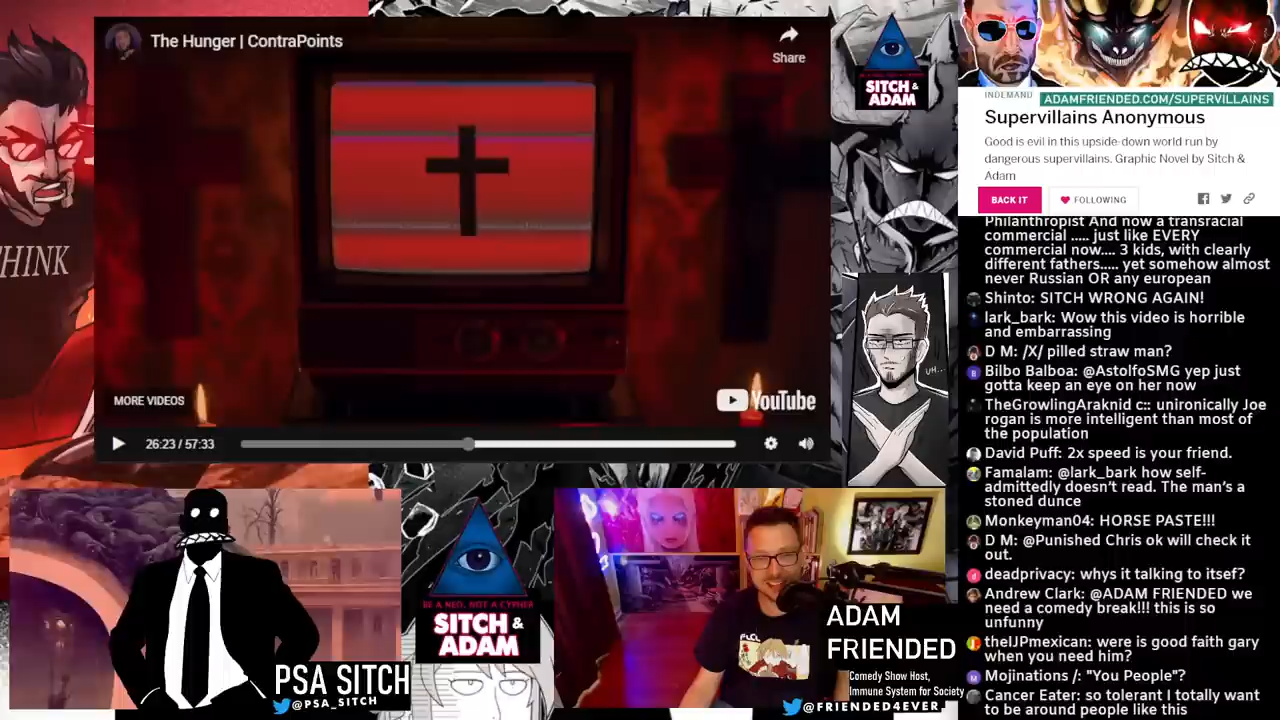 The Hunger | ContraPoints
Share
MORE VIDEOS
YouTube
26:23 / 57:33
THINK
SITCH &
ADAM
UH...
INDEMAND
ADAMFRIENDED.COM/SUPERVILLAINS
Supervillains Anonymous
Good is evil in this upside-down world run by
dangerous supervillains. Graphic Novel by Sitch &
Adam
BACK IT
FOLLOWING
Philanthropist And now a transracial
commercial ..... just like EVERY
commercial now.... 3 kids, with clearly
different fathers..... yet somehow almost
never Russian OR any european
Shinto: SITCH WRONG AGAIN!
lark_bark: Wow this video is horrible
and embarrassing
D M: /X/ pilled straw man?
Bilbo Balboa: @AstolfoSMG yep just
gotta keep an eye on her now
TheGrowlingAraknid c:: unironically Joe
rogan is more intelligent than most of
the population
David Puff: 2x speed is your friend.
Famalam: @lark_bark how self-
admittedly doesn't read. The man's a
stoned dunce
Monkeyman04: HORSE PASTE!!!
D M: @Punished Chris ok will check it
out.
deadprivacy: whys it talking to itsef?
Andrew Clark: @ADAM FRIENDED we
need a comedy break!!! this is so
unfunny
theIJPmexican: were is good faith gary
when you need him?
Mojinations /: "You People"?
Cancer Eater: so tolerant I totally want
to be around people like this
PSA SITCH
@PSA_SITCH
BE A NEO, NOT A CYPHER
SITCH &
ADAM
FLCL
ADAM
FRIENDED
Comedy Show Host,
Immune System for Society
@FRIENDED4EVER